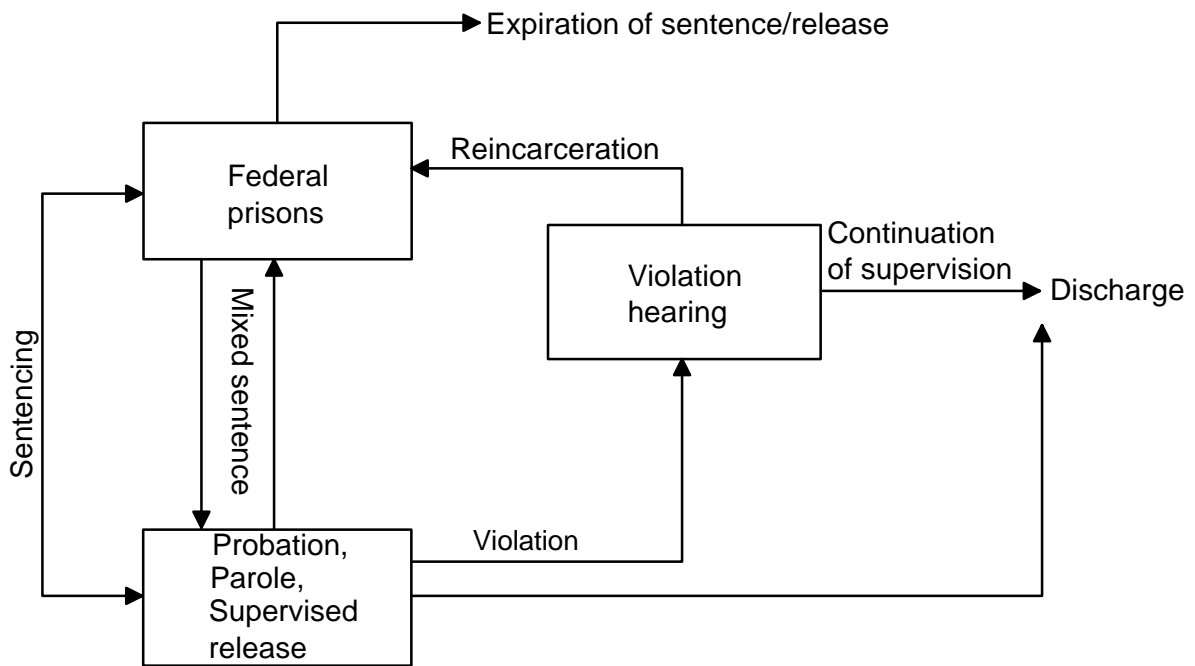 Expiration of sentence/release
Reincarceration
Federal
prisons
Continuation
of supervision
Violation
hearing
Discharge
Mixed sentence
Sentencing
Violation
Probation,
Parole,
Supervised
release